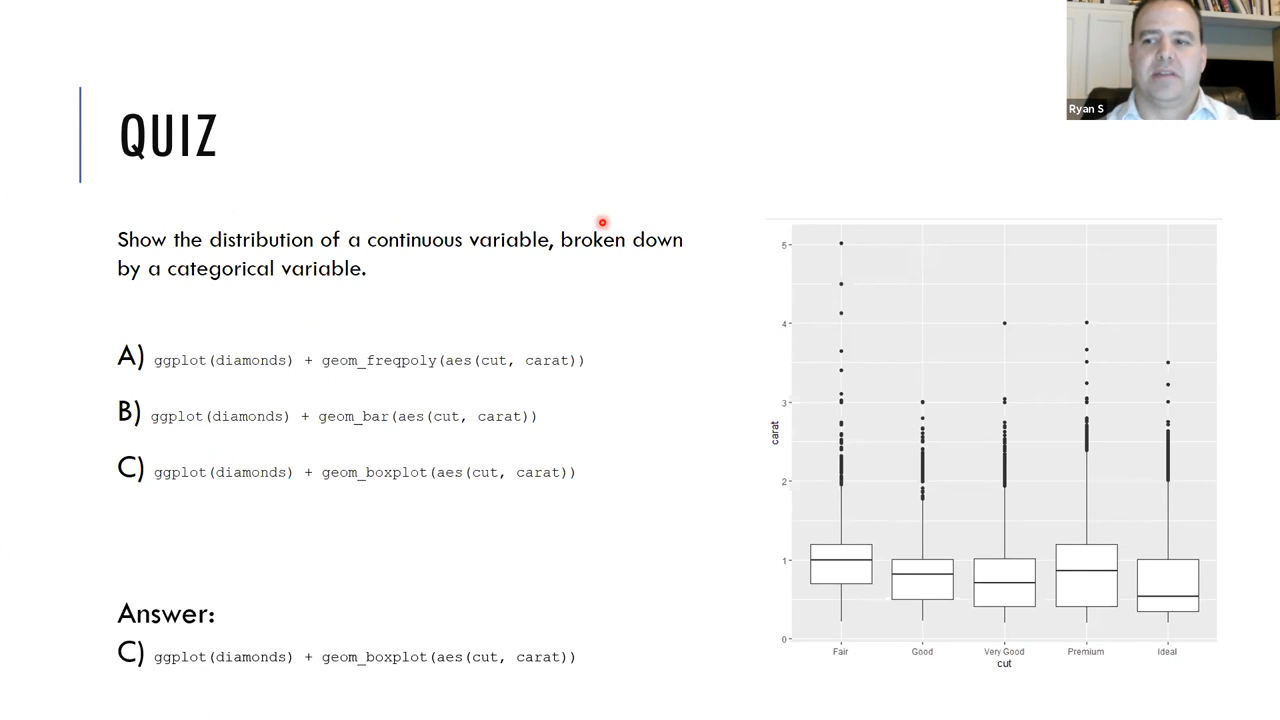 Ryan S
QUIZ
Show the distribution of a continuous variable, broken down
by a categorical variable.
A) ggplot(diamonds) + geom_freqpoly(aes(cut, carat))
B) ggplot(diamonds) + geom_bar(aes(cut, carat))
C) ggplot(diamonds) + geom_boxplot(aes(cut, carat))
Answer:
C) ggplot(diamonds) + geom_boxplot(aes(cut, carat))
5
4
3
carat
2
1
0
Fair Good Very Good Premium Ideal
cut